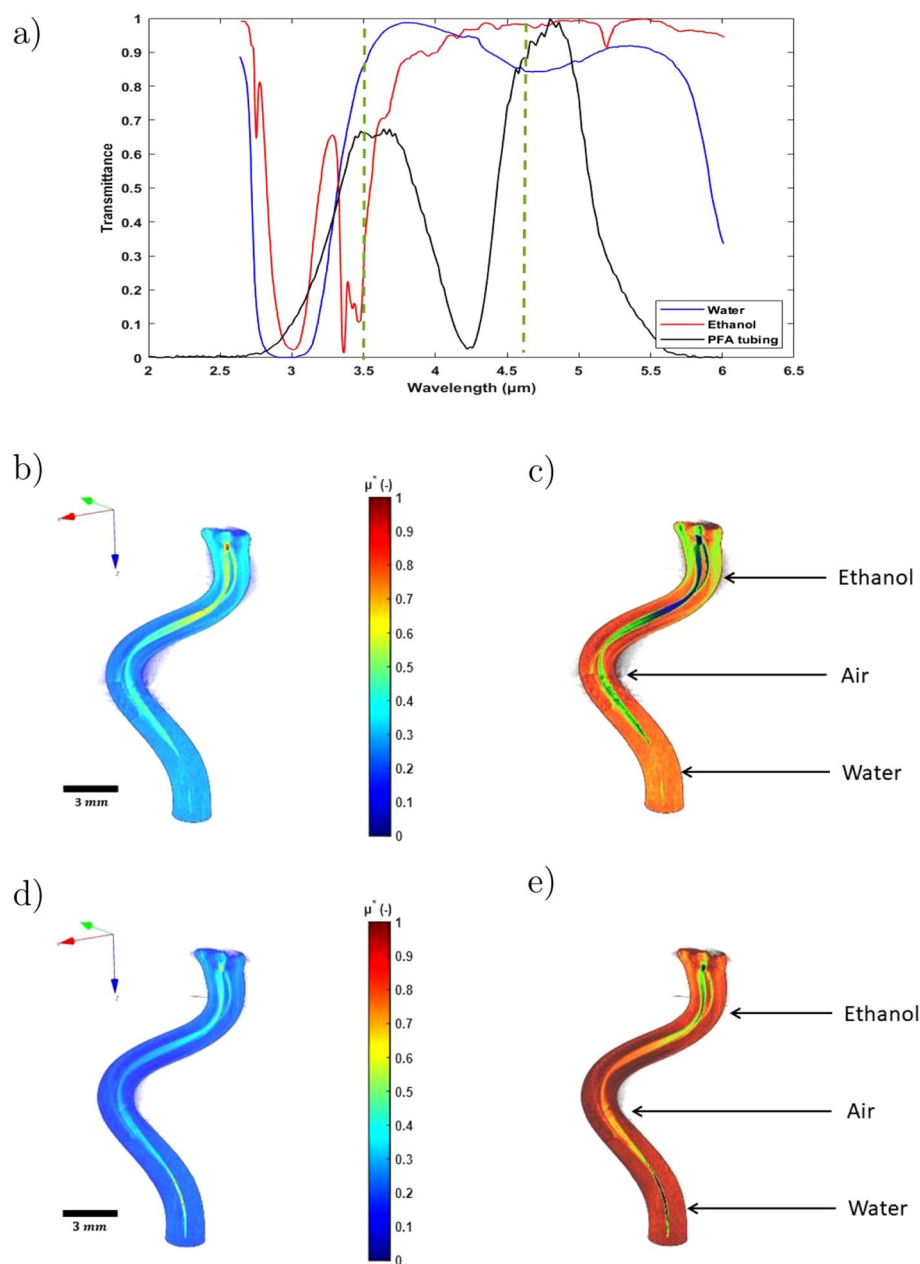 a)
1
0.9
0.8
0.7
0.6
0.5
0.4
0.3
0.2
0.1
0
Transmittance
2 2.5 3 3.5 4 4.5 5 5.5 6 6.5
Wavelength (μm)
Water
Ethanol
PFA tubing
b)
z
3 mm
μ* (-)
1
0.9
0.8
0.7
0.6
0.5
0.4
0.3
0.2
0.1
0
c)
Ethanol
Air
Water
d)
z
3 mm
μ* (-)
1
0.9
0.8
0.7
0.6
0.5
0.4
0.3
0.2
0.1
0
e)
Ethanol
Air
Water